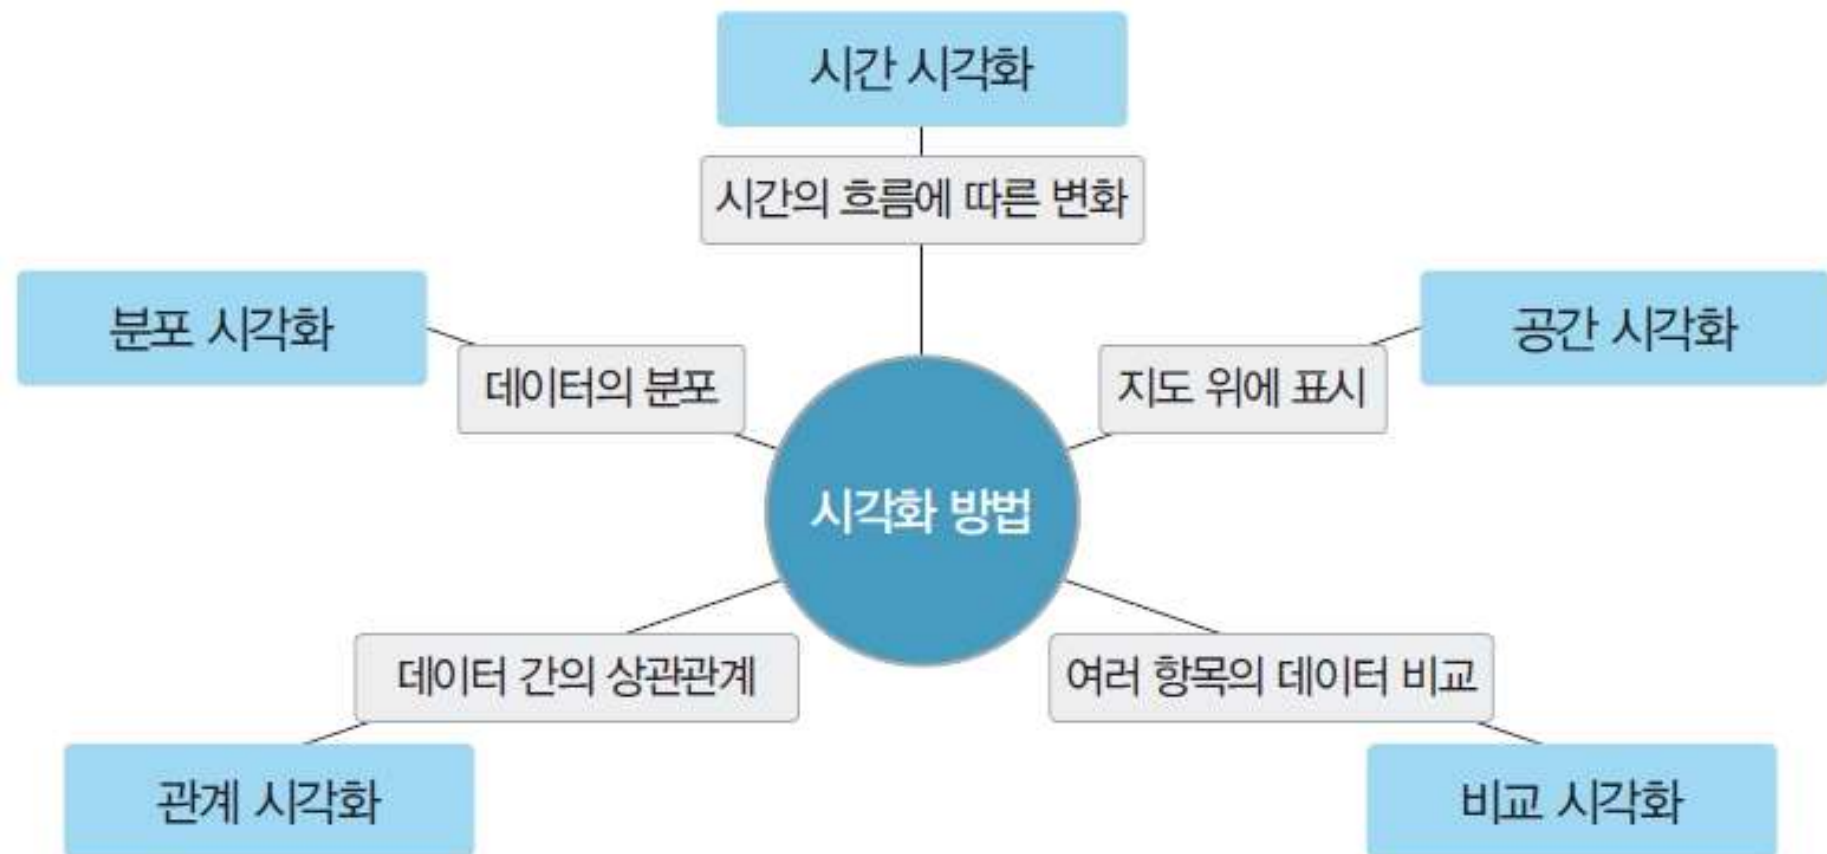 시간 시각화
시간의 흐름에 따른 변화
분포 시각화
공간 시각화
데이터의 분포
지도 위에 표시
시각화 방법
데이터 간의 상관관계
여러 항목의 데이터 비교
관계 시각화
비교 시각화